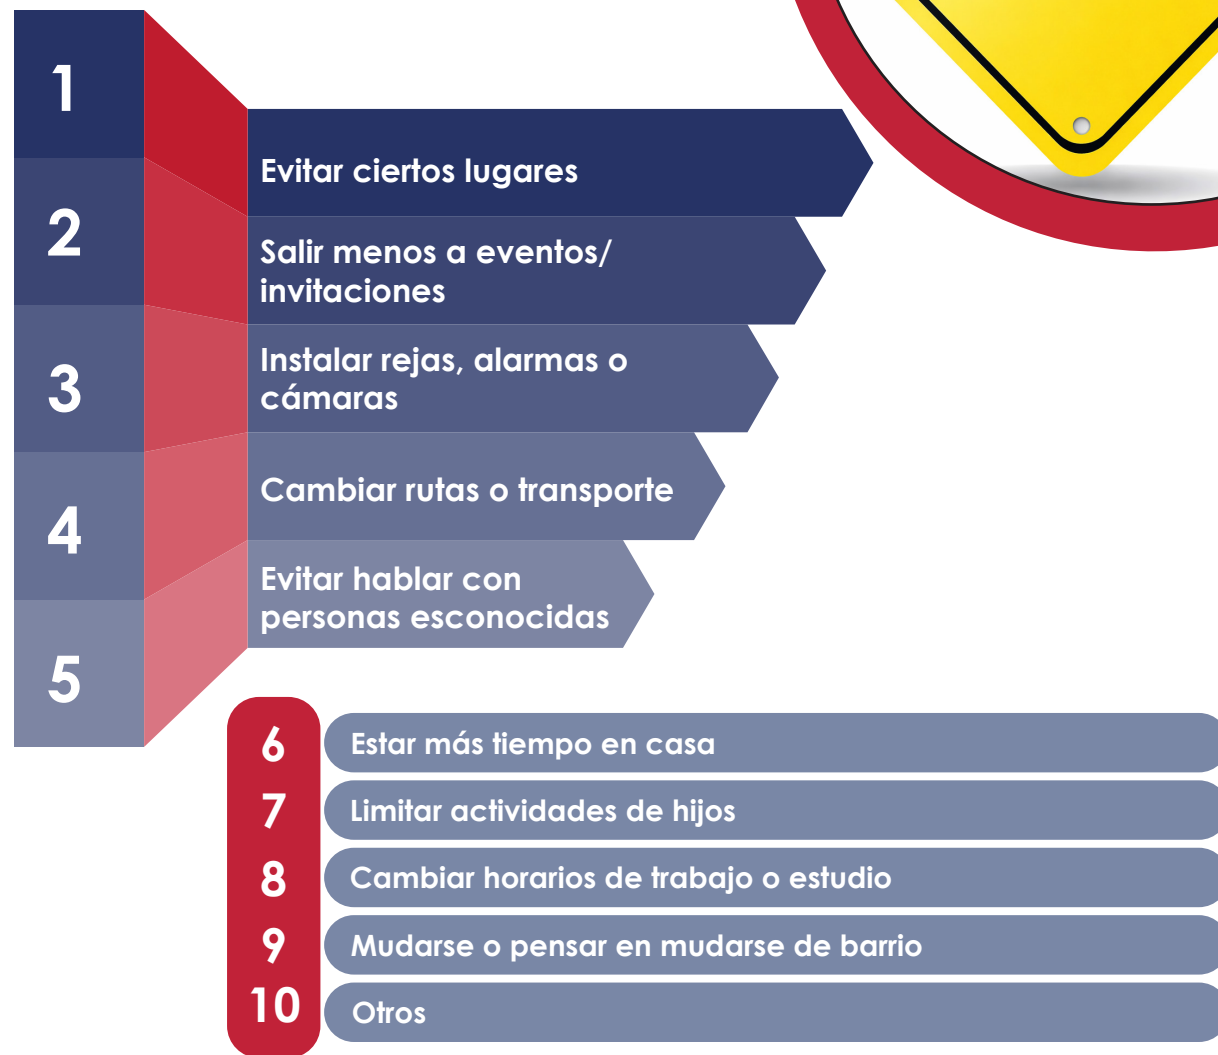 1
Evitar ciertos lugares
2
Salir menos a eventos/
invitaciones
3
Instalar rejas, alarmas o
cámaras
4
Cambiar rutas o transporte
5
Evitar hablar con
personas esconocidas
6 Estar más tiempo en casa
7 Limitar actividades de hijos
8 Cambiar horarios de trabajo o estudio
9 Mudarse o pensar en mudarse de barrio
10 Otros